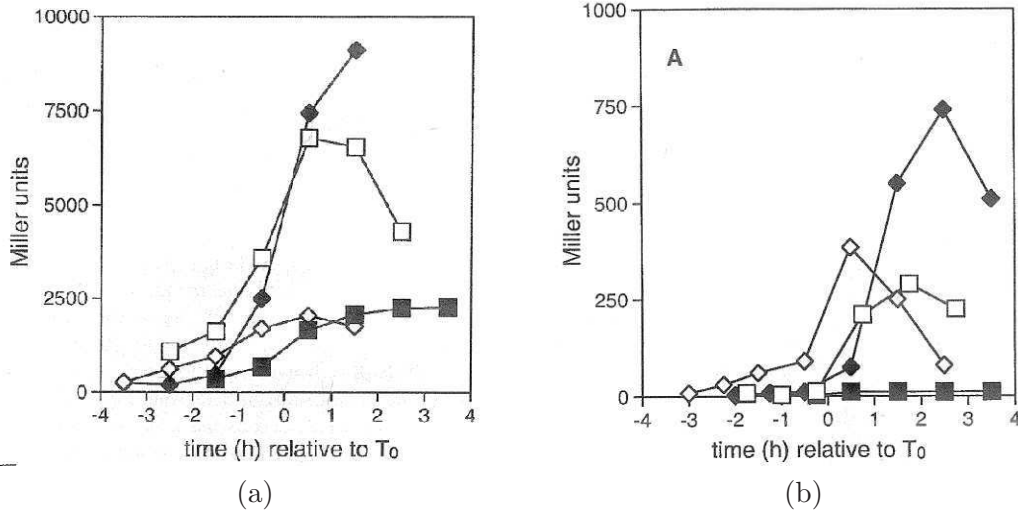 10000
7500
5000
2500
0
Miller units
-4 -3 -2 -1 0 1 2 3 4
time (h) relative to T0
(a)
1000
750
500
250
0
A
Miller units
-4 -3 -2 -1 0 1 2 3 4
time (h) relative to T0
(b)